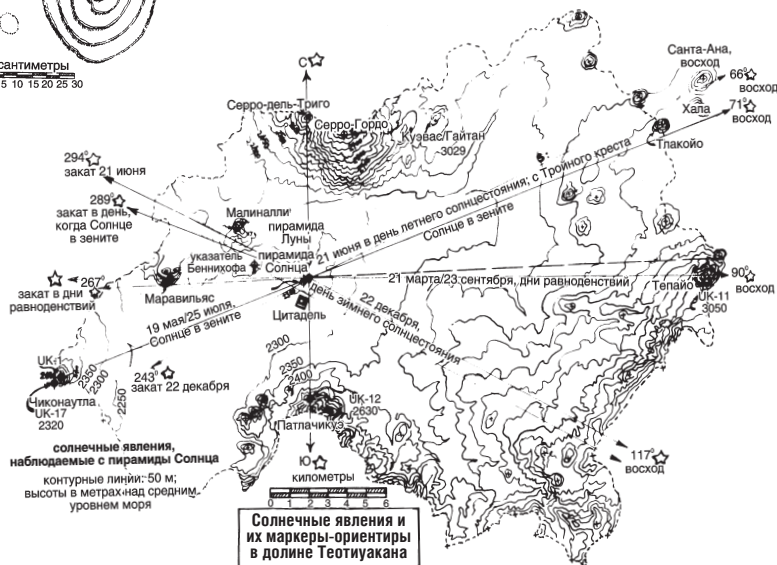 сантиметры
5 10 15 20 25 30
С
Санта-Ана,
восход
66°
восход
71°
восход
Хала
Тлакойо
Серро-дель-Триго
Серро-Гордо
Куэвас/Гайтан
3029
294°
закат 21 июня
289°
закат в день,
когда Солнце
в зените
Малиналли
пирамида
Луны
указатель
Беннихофа
пирамида
Солнца
21 июня в день летнего солнцестояния; с Тройного креста
Солнце в зените
267°
закат в дни
равноденствий
Маравильяс
21 марта/23 сентября, дни равноденствий
90°
восход
Тепайо
UK-11
3050
22 декабря,
день зимнего солнцестояния
Цитадель
19 мая/25 июля,
Солнце в зените
2300
2350
2400
UK-1
2350
2300
2250
243°
закат 22 декабря
Чиконаутла
UK-17
2320
UK-12
2630
Патлачикуэ
117°
восход
Ю
солнечные явления,
наблюдаемые с пирамиды Солнца
контурные линии: 50 м;
высоты в метрах над средним
уровнем моря
километры
0 1 2 3 4 5 6
Солнечные явления и
их маркеры-ориентиры
в долине Теотиуакана